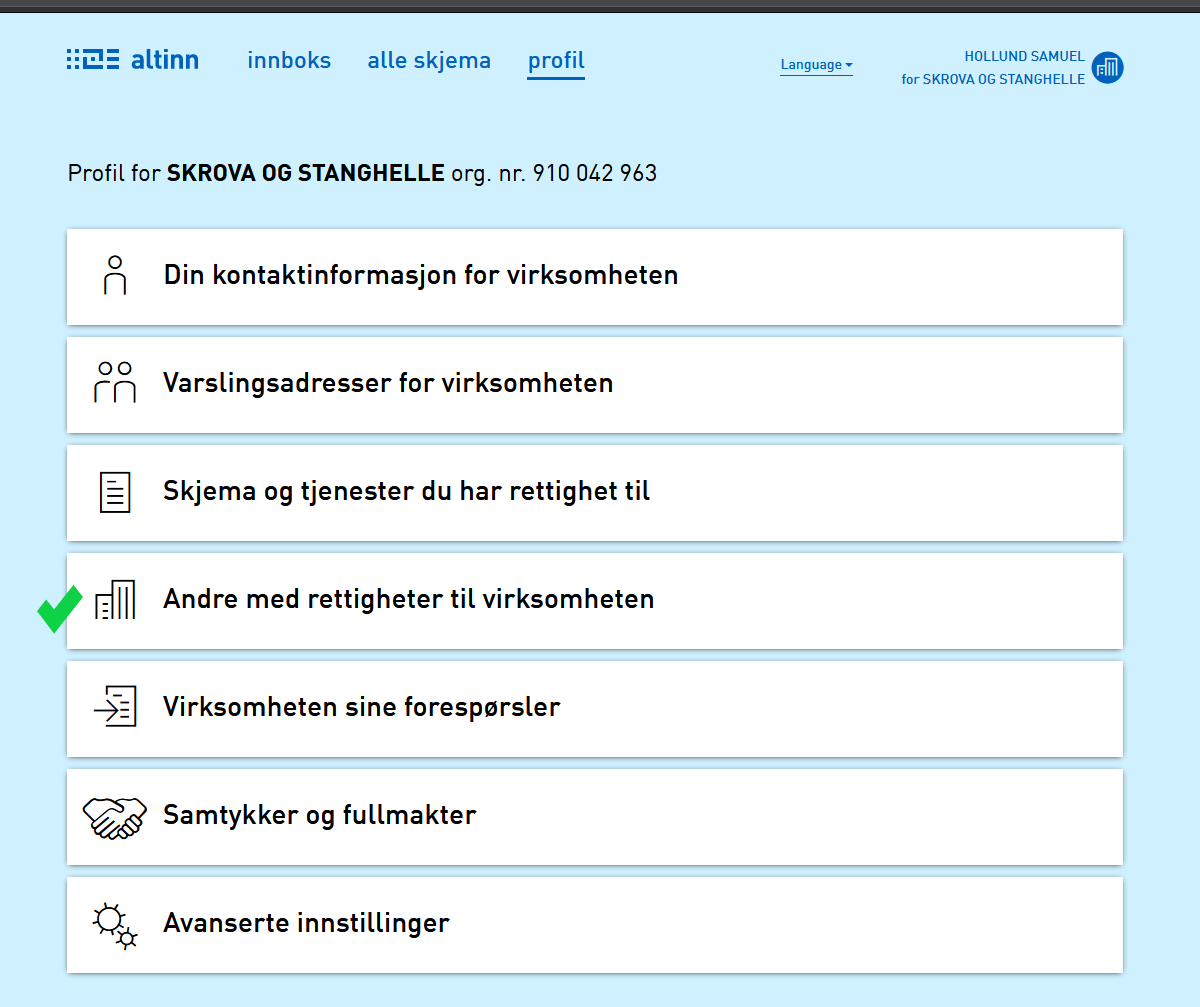 altinn innboks alle skjema profil Language HOLLUND SAMUEL
for SKROVA OG STANGHELLE
Profil for SKROVA OG STANGHELLE org. nr. 910 042 963
Din kontaktinformasjon for virksomheten
Varslingsadresser for virksomheten
Skjema og tjenester du har rettighet til
Andre med rettigheter til virksomheten
Virksomheten sine forespørsler
Samtykker og fullmakter
Avanserte innstillinger